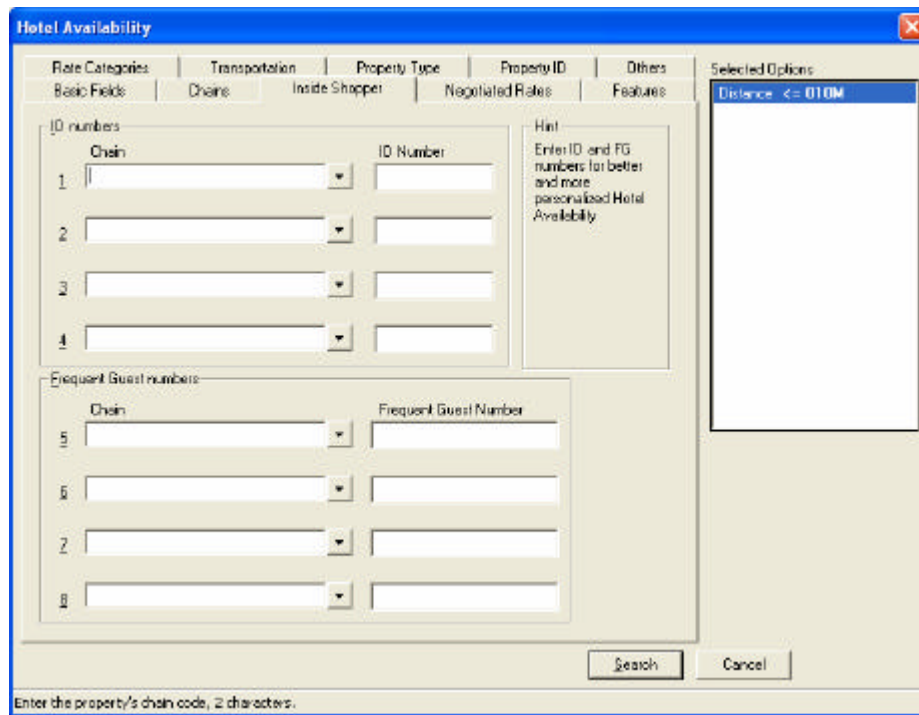 Hotel Availability
Rate Categories Transportation Property Type Property ID Others
Basic Fields Chains Inside Shopper Negotiated Rates Features
Selected Options
Distance <= 010M
ID numbers
Chain ID Number
1
2
3
4
Hint
Enter ID and FG
numbers for better
and more
personalized Hotel
Availability
Frequent Guest numbers
Chain Frequent Guest Number
5
6
7
8
Search Cancel
Enter the property's chain code, 2 characters.